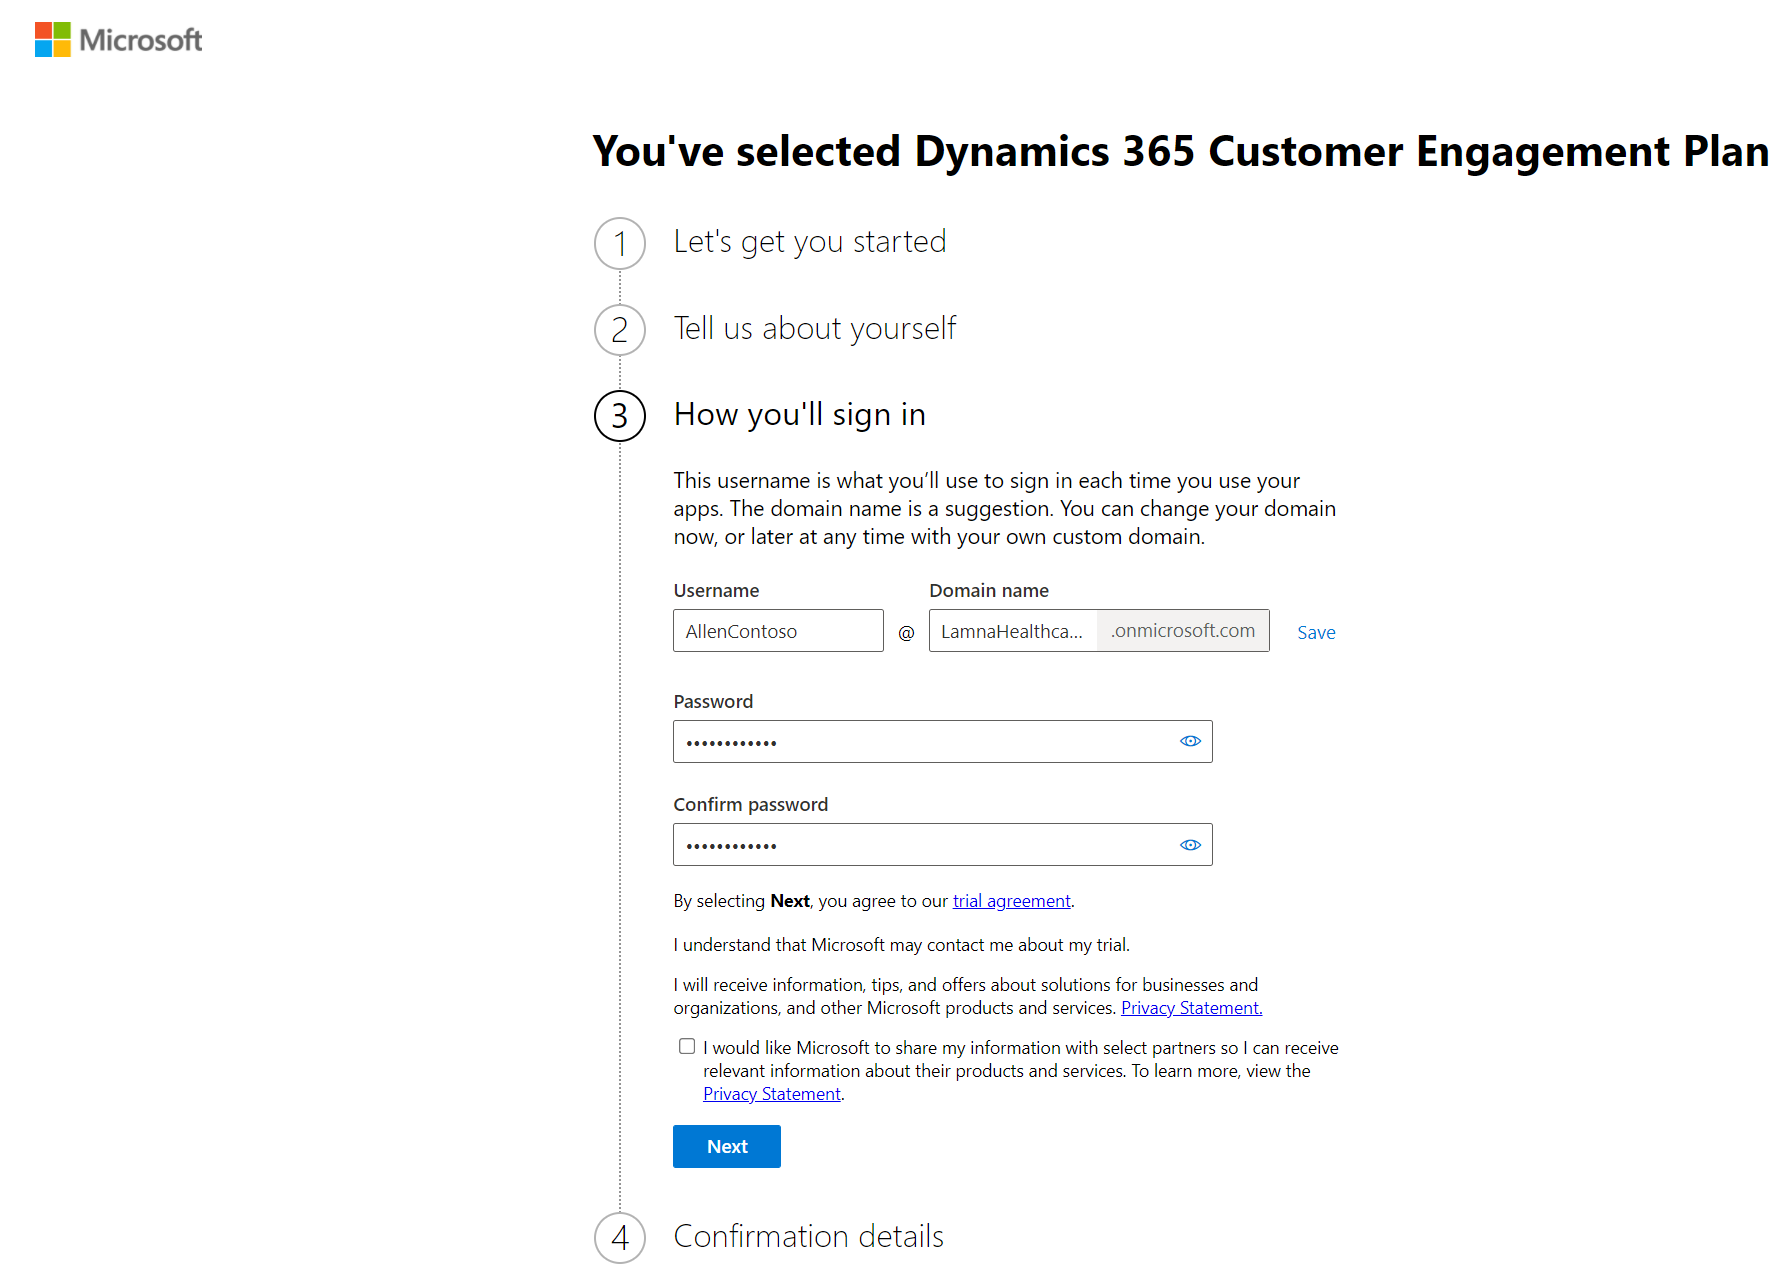 Microsoft
You've selected Dynamics 365 Customer Engagement Plan
1 Let's get you started
2 Tell us about yourself
3 How you'll sign in
This username is what you’ll use to sign in each time you use your
apps. The domain name is a suggestion. You can change your domain
now, or later at any time with your own custom domain.
Username Domain name
AllenContoso @ LamnaHealthca... .onmicrosoft.com Save
Password
••••••••••••
Confirm password
••••••••••••
By selecting Next, you agree to our trial agreement.
I understand that Microsoft may contact me about my trial.
I will receive information, tips, and offers about solutions for businesses and
organizations, and other Microsoft products and services. Privacy Statement.
I would like Microsoft to share my information with select partners so I can receive
relevant information about their products and services. To learn more, view the
Privacy Statement.
Next
4 Confirmation details